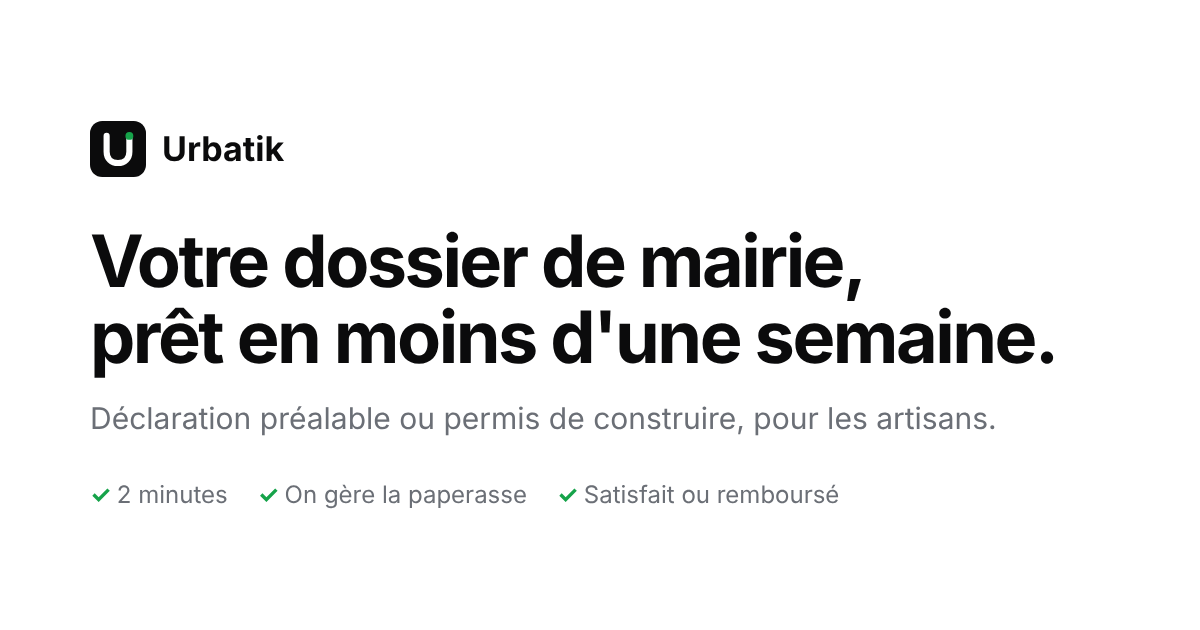 Urbatik
Votre dossier de mairie,
prêt en moins d'une semaine.
Déclaration préalable ou permis de construire, pour les artisans.
✓ 2 minutes ✓ On gère la paperasse ✓ Satisfait ou remboursé